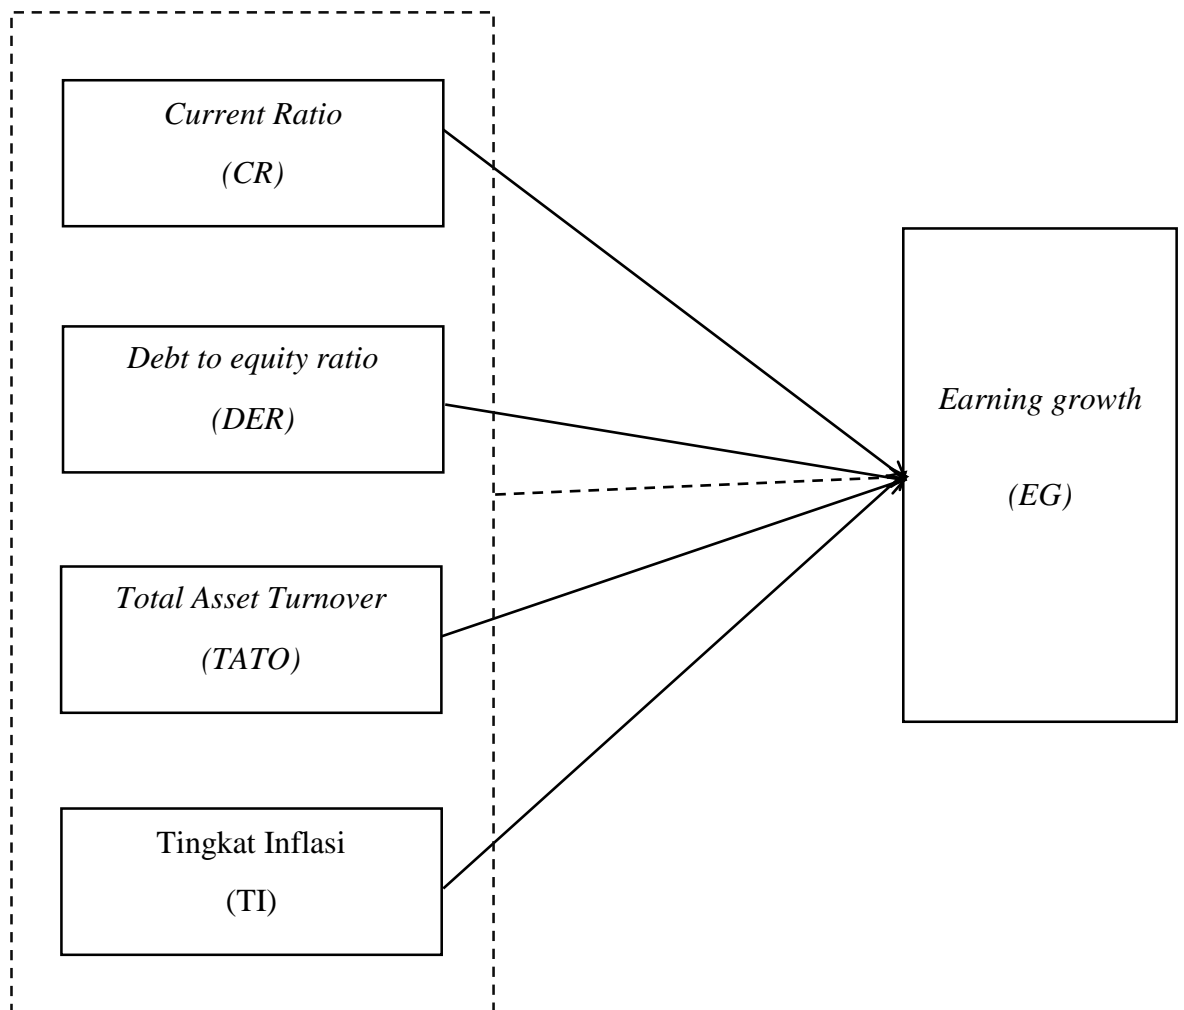 Current Ratio
(CR)
Debt to equity ratio
(DER)
Total Asset Turnover
(TATO)
Tingkat Inflasi
(TI)
Earning growth
(EG)